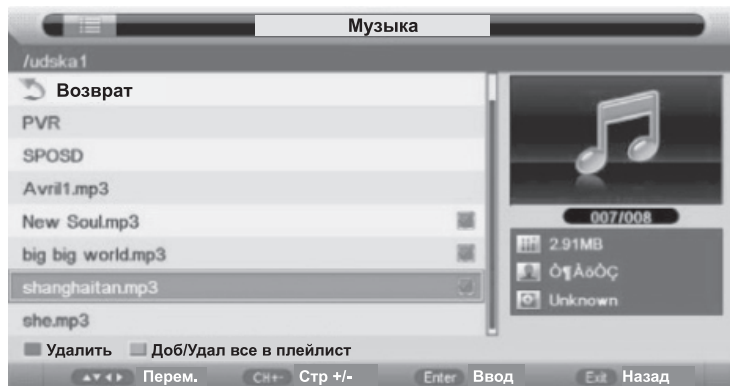 Музыка
/udska1
Возврат
PVR
SPOSD
Avril1.mp3
New Soul.mp3
big big world.mp3
shanghaitan.mp3
she.mp3
007/008
2.91MB
Ò¶ÀöÒÇ
Unknown
Удалить Доб/Удал все в плейлист
Перем. CH+- Стр +/- Enter Ввод Exit Назад